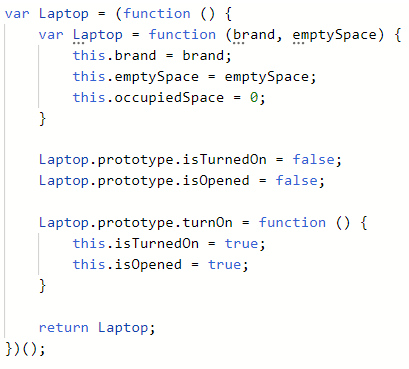 var Laptop = (function () {
    var Laptop = function (brand, emptySpace) {
        this.brand = brand;
        this.emptySpace = emptySpace;
        this.occupiedSpace = 0;
    }

    Laptop.prototype.isTurnedOn = false;
    Laptop.prototype.isOpened = false;

    Laptop.prototype.turnOn = function () {
        this.isTurnedOn = true;
        this.isOpened = true;
    }

    return Laptop;
})();